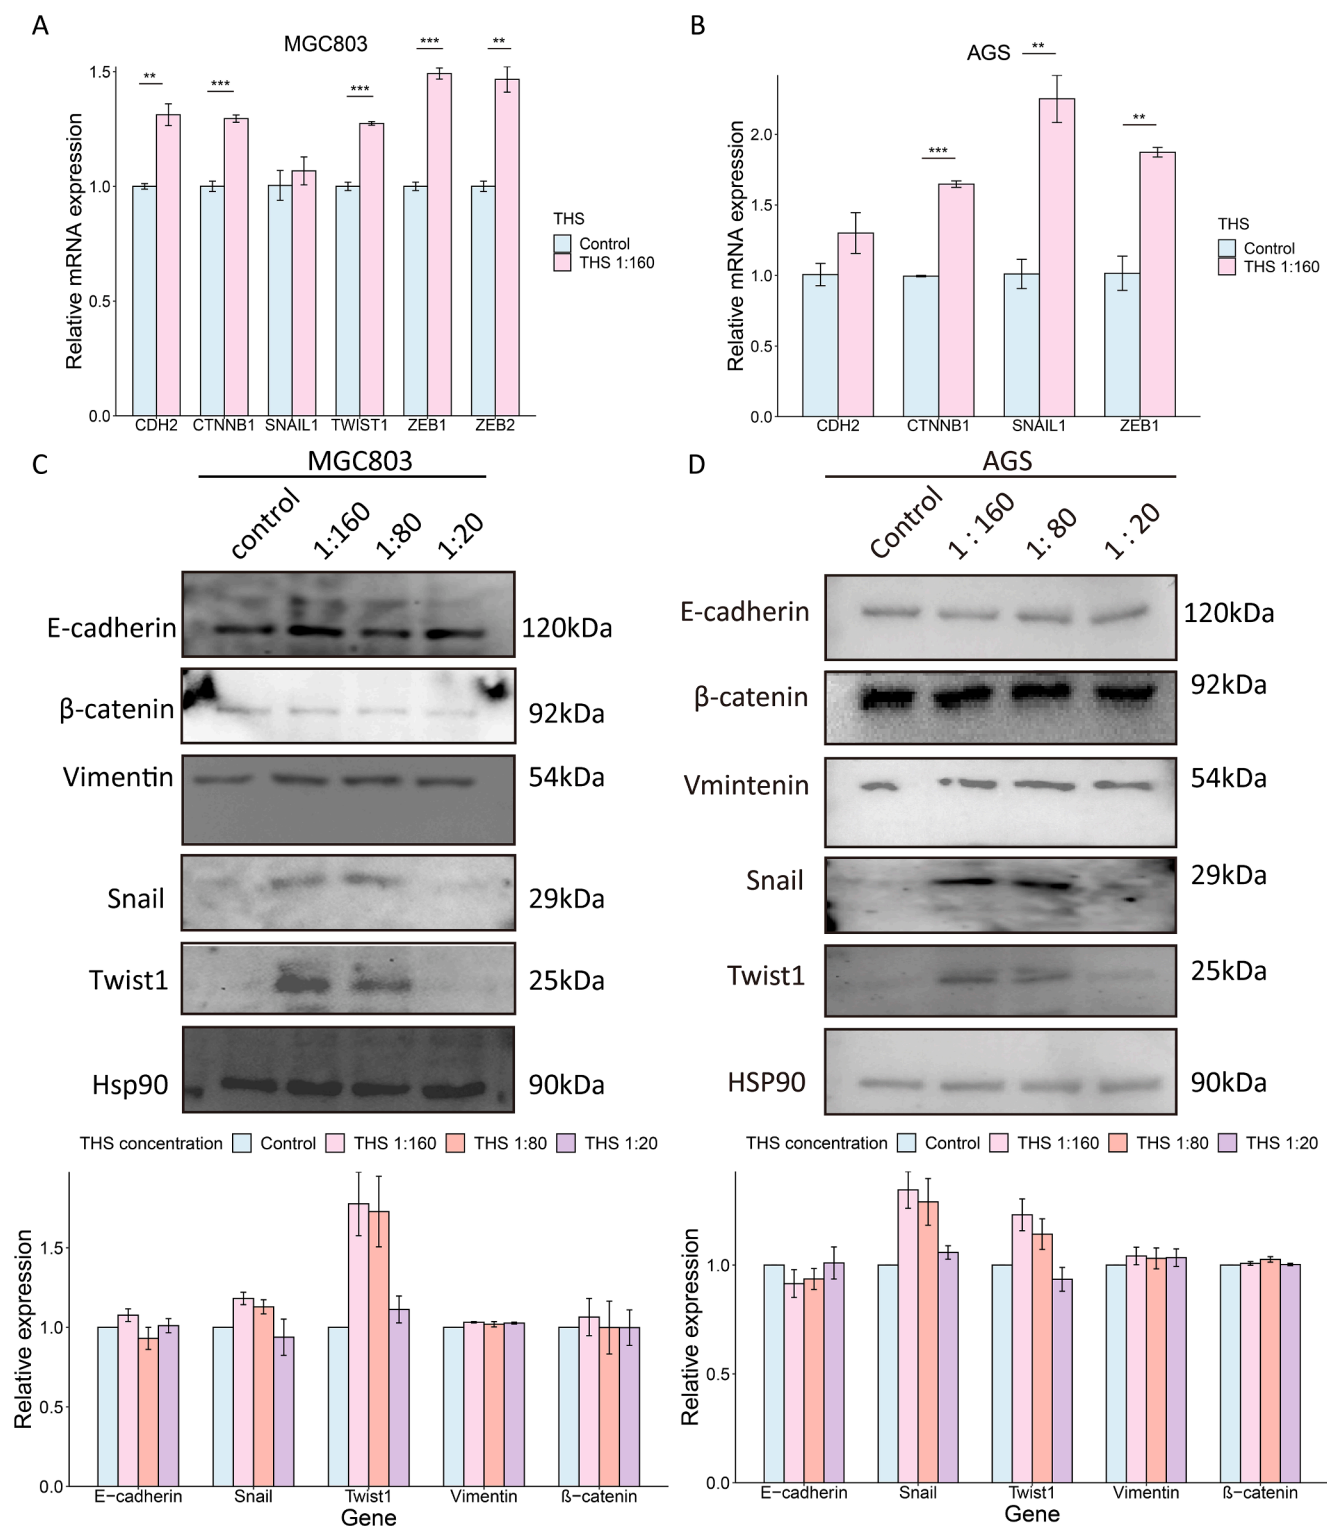 A
MGC803
**
***
***
***
**
Relative mRNA expression
1.5
1.0
0.5
0.0
CDH2 CTNNB1 SNAIL1 TWIST1 ZEB1 ZEB2
THS
Control
THS 1:160
B
AGS
**
***
**
Relative mRNA expression
2.0
1.5
1.0
0.5
0.0
CDH2 CTNNB1 SNAIL1 ZEB1
THS
Control
THS 1:160
C
MGC803
control 1:160 1:80 1:20
E-cadherin 120kDa
β-catenin 92kDa
Vimentin 54kDa
Snail 29kDa
Twist1 25kDa
Hsp90 90kDa
THS concentration Control THS 1:160 THS 1:80 THS 1:20
Relative expression
1.5
1.0
0.5
0.0
E−cadherin Snail Twist1 Vimentin ß−catenin
Gene
D
AGS
Control 1 : 160 1 : 80 1 : 20
E-cadherin 120kDa
β-catenin 92kDa
Vmintenin 54kDa
Snail 29kDa
Twist1 25kDa
HSP90 90kDa
THS concentration Control THS 1:160 THS 1:80 THS 1:20
Relative expression
1.0
0.5
0.0
E−cadherin Snail Twist1 Vimentin ß−catenin
Gene